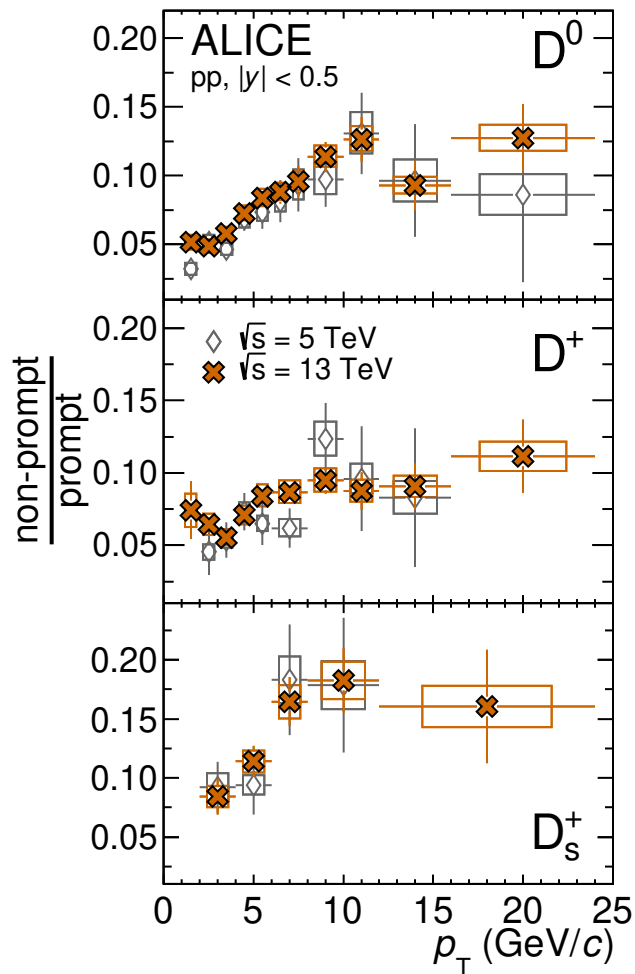 0.20
0.15
0.10
0.05
ALICE
pp, |y| < 0.5
D⁰
0.20
0.15
0.10
0.05
√s = 5 TeV
√s = 13 TeV
D⁺
non-prompt
prompt
0.20
0.15
0.10
0.05
D⁺ₛ
0 5 10 15 20 25
p_T (GeV/c)